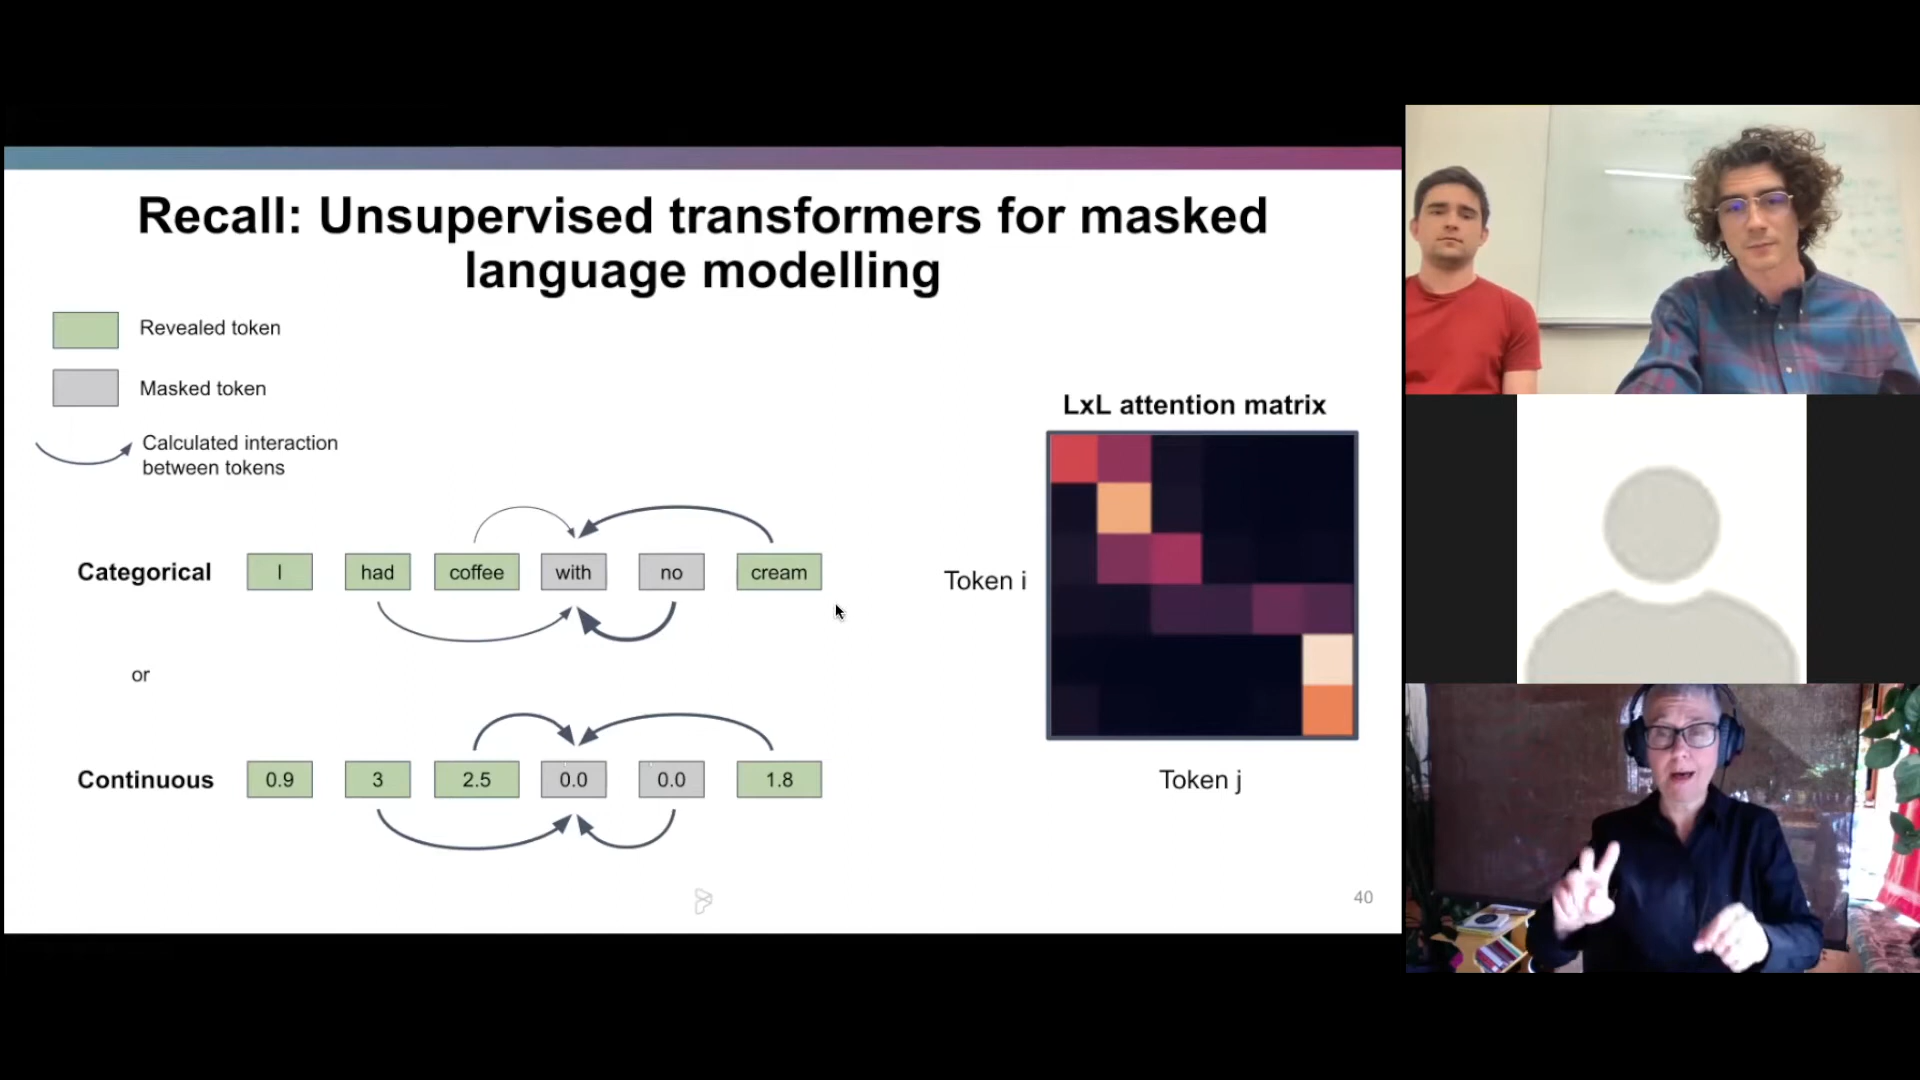 Recall: Unsupervised transformers for masked
language modelling
Revealed token
Masked token
Calculated interaction
between tokens
LxL attention matrix
Categorical
I
had
coffee
with
no
cream
Token i
or
Continuous
0.9
3
2.5
0.0
0.0
1.8
Token j
40